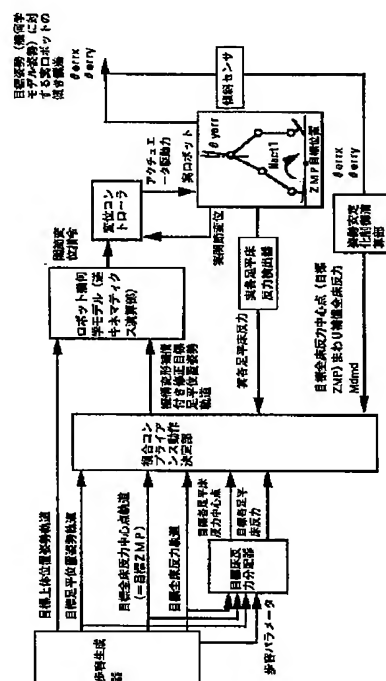 目標姿勢(幾何学
モデル姿勢)に対
する実ロボットの
傾き偏差
θerrx
θerry
傾斜センサ
θerrx
θerry
姿勢安定
化制御演
算部
目標全床反力中心点(目標
ZMP)まわり補償全床反力
Mdmd
実ロボット
θyerr
Mact1
ZMP目標位置
アクチュエ
ータ駆動力
変位コント
ローラ
実関節変位
関節変
位指令
ロボット幾何
学モデル(逆
キネマティク
ス演算部)
実各足平床
反力検出器
実各足平床反力
機構変形補償
付き修正目標
足平位置姿勢
軌道
複合コンプ
ライアンス動作
決定部
目標上体位置姿勢軌道
目標足平位置姿勢軌道
目標全床反力中心点軌道
(=目標ZMP)
目標全床反力軌道
目標各足平床
反力中心点
目標各足平
床反力
目標床反
力分配器
歩容パラメータ
歩容生成
器